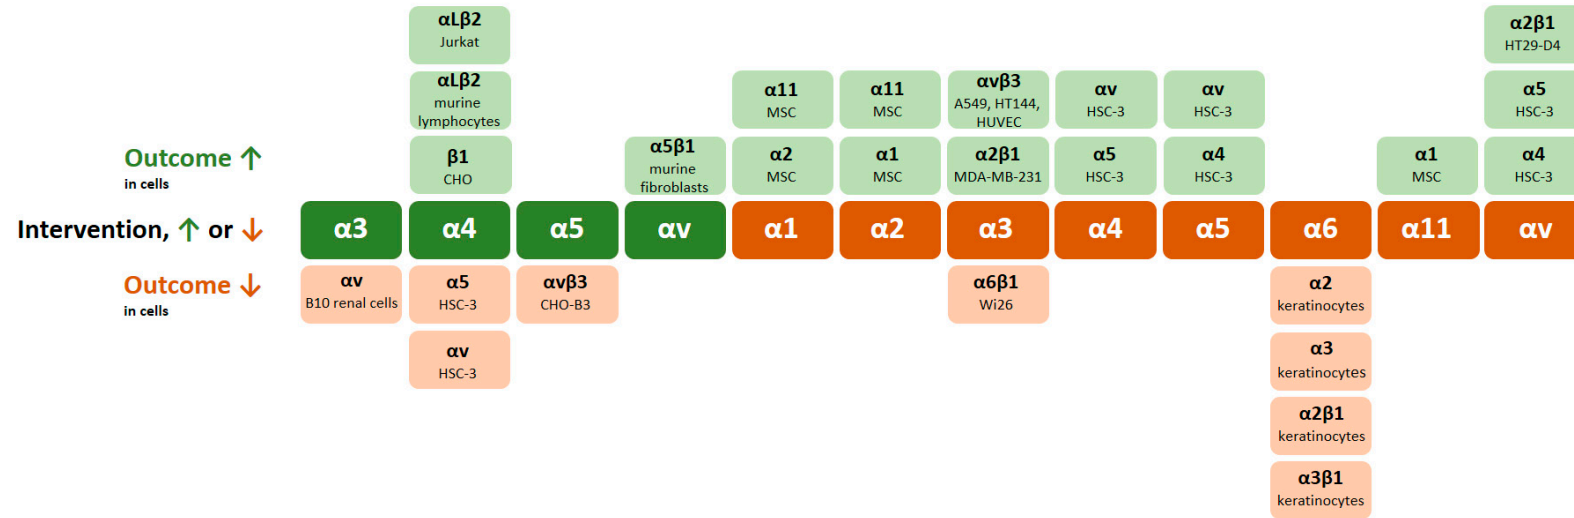 αLβ2
Jurkat
α2β1
HT29-D4
αLβ2
murine
lymphocytes
α11
MSC
α11
MSC
αvβ3
A549, HT144,
HUVEC
αv
HSC-3
αv
HSC-3
α5
HSC-3
Outcome ↑
in cells
β1
CHO
α5β1
murine
fibroblasts
α2
MSC
α1
MSC
α2β1
MDA-MB-231
α5
HSC-3
α4
HSC-3
α1
MSC
α4
HSC-3
Intervention, ↑ or ↓
α3
α4
α5
αv
α1
α2
α3
α4
α5
α6
α11
αv
Outcome ↓
in cells
αv
B10 renal cells
α5
HSC-3
αvβ3
CHO-B3
α6β1
Wi26
α2
keratinocytes
αv
HSC-3
α3
keratinocytes
α2β1
keratinocytes
α3β1
keratinocytes